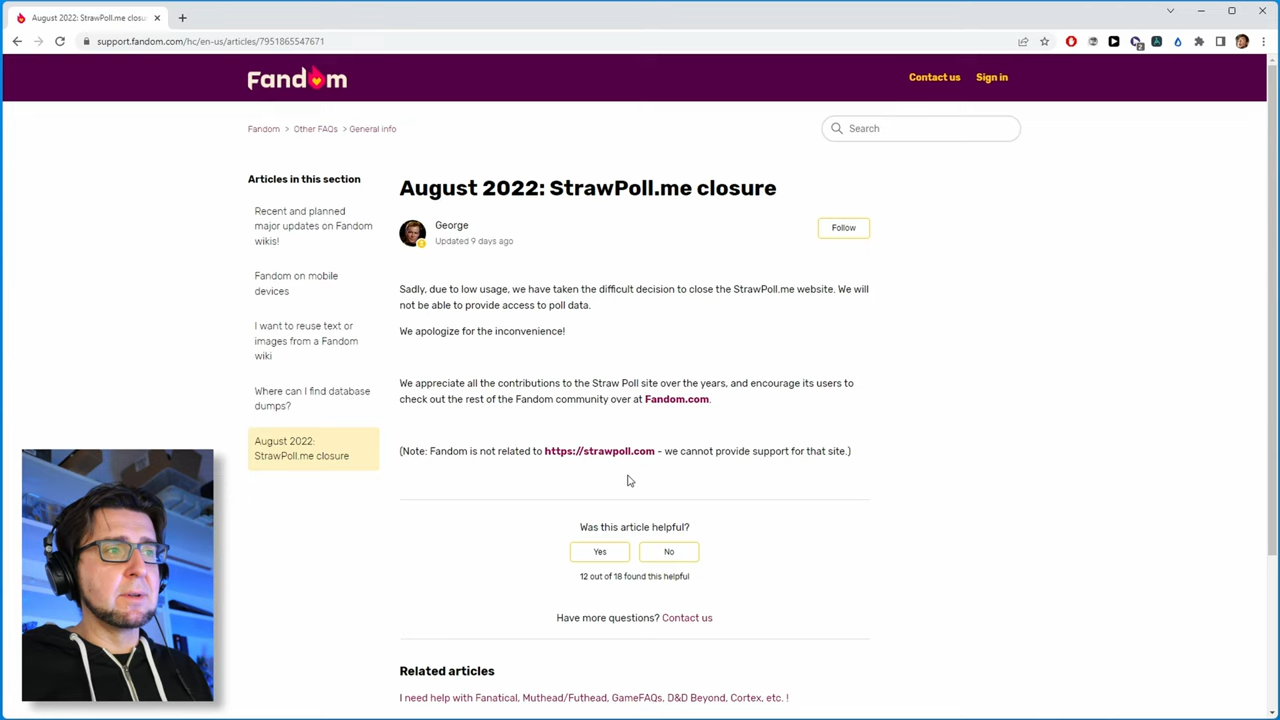 August 2022: StrawPoll.me closu
support.fandom.com/hc/en-us/articles/7951865547671
2
Fandom
Contact us
Sign in
Fandom > Other FAQs > General info
Search
Articles in this section
Recent and planned
major updates on Fandom
wikis!
Fandom on mobile
devices
I want to reuse text or
images from a Fandom
wiki
Where can I find database
dumps?
August 2022:
StrawPoll.me closure
August 2022: StrawPoll.me closure
George
Updated 9 days ago
Follow
Sadly, due to low usage, we have taken the difficult decision to close the StrawPoll.me website. We will
not be able to provide access to poll data.
We apologize for the inconvenience!
We appreciate all the contributions to the Straw Poll site over the years, and encourage its users to
check out the rest of the Fandom community over at Fandom.com.
(Note: Fandom is not related to https://strawpoll.com - we cannot provide support for that site.)
Was this article helpful?
Yes
No
12 out of 18 found this helpful
Have more questions? Contact us
Related articles
I need help with Fanatical, Muthead/Futhead, GameFAQs, D&D Beyond, Cortex, etc. !